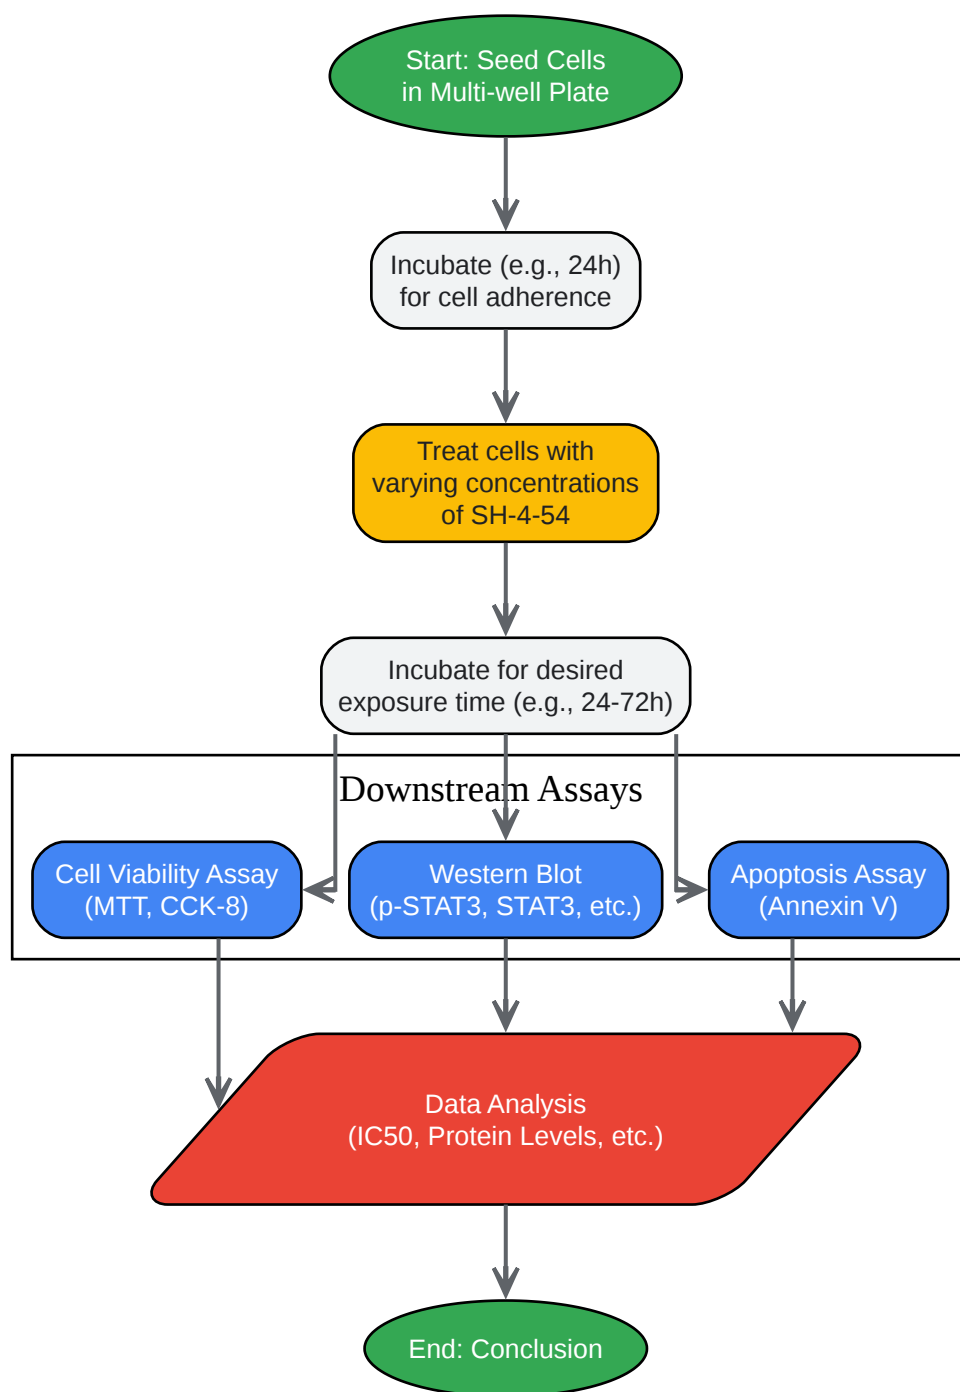 Start: Seed Cells
in Multi-well Plate
Incubate (e.g., 24h)
for cell adherence
Treat cells with
varying concentrations
of SH-4-54
Incubate for desired
exposure time (e.g., 24-72h)
Downstream Assays
Cell Viability Assay
(MTT, CCK-8)
Western Blot
(p-STAT3, STAT3, etc.)
Apoptosis Assay
(Annexin V)
Data Analysis
(IC50, Protein Levels, etc.)
End: Conclusion